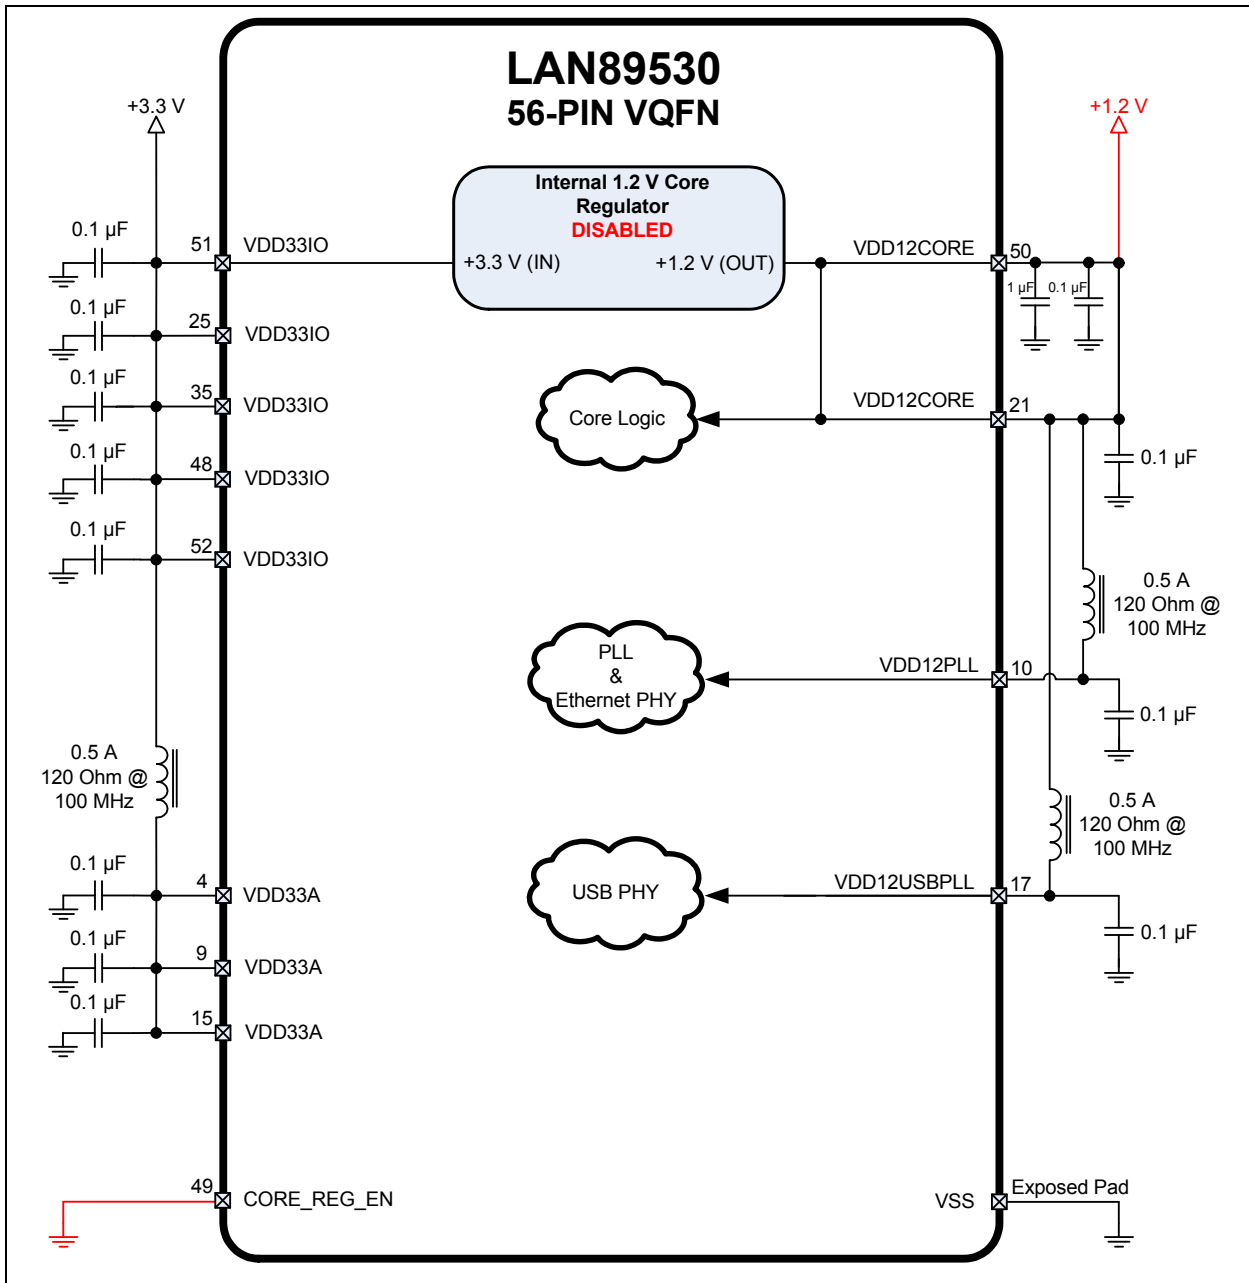 LAN89530
56-PIN VQFN
+3.3 V
+1.2 V
Internal 1.2 V Core
Regulator
DISABLED
+3.3 V (IN)
+1.2 V (OUT)
0.1 µF
51
VDD33IO
VDD12CORE
50
1 µF
0.1 µF
0.1 µF
25
VDD33IO
0.1 µF
35
VDD33IO
Core Logic
VDD12CORE
21
0.1 µF
48
VDD33IO
0.1 µF
0.1 µF
52
VDD33IO
0.5 A
120 Ohm @
100 MHz
PLL
&
Ethernet PHY
VDD12PLL
10
0.1 µF
0.5 A
120 Ohm @
100 MHz
0.5 A
120 Ohm @
100 MHz
0.1 µF
4
VDD33A
USB PHY
VDD12USBPLL
17
0.1 µF
0.1 µF
9
VDD33A
0.1 µF
15
VDD33A
49
CORE_REG_EN
VSS
Exposed Pad